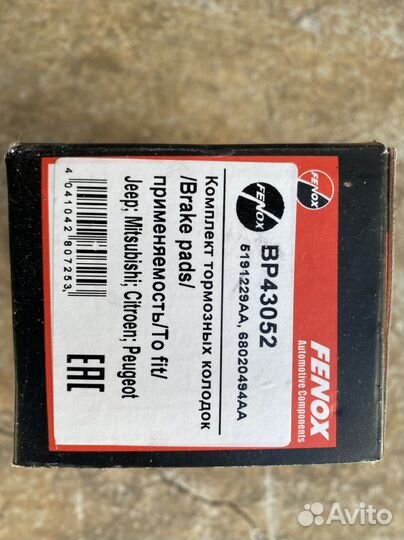 FENOX
FENOX
Automotive Components
FENOX
BP43052
5191229AA, 68020494AA
Комплект тормозных колодок
/Brake pads/
применяемость/To fit/
Jeep; Mitsubishi; Citroen; Peugeot
4 041042 807253
EAC
Avito